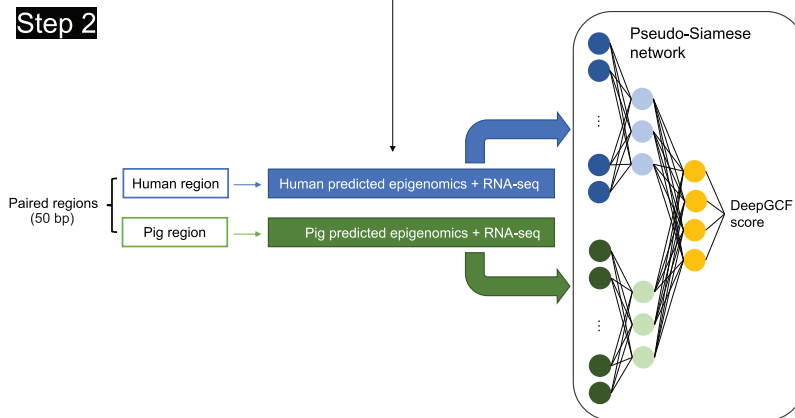 Step 2
Pseudo-Siamese
network
Human region
Human predicted epigenomics + RNA-seq
Paired regions
(50 bp)
Pig region
Pig predicted epigenomics + RNA-seq
DeepGCF
score
...
...